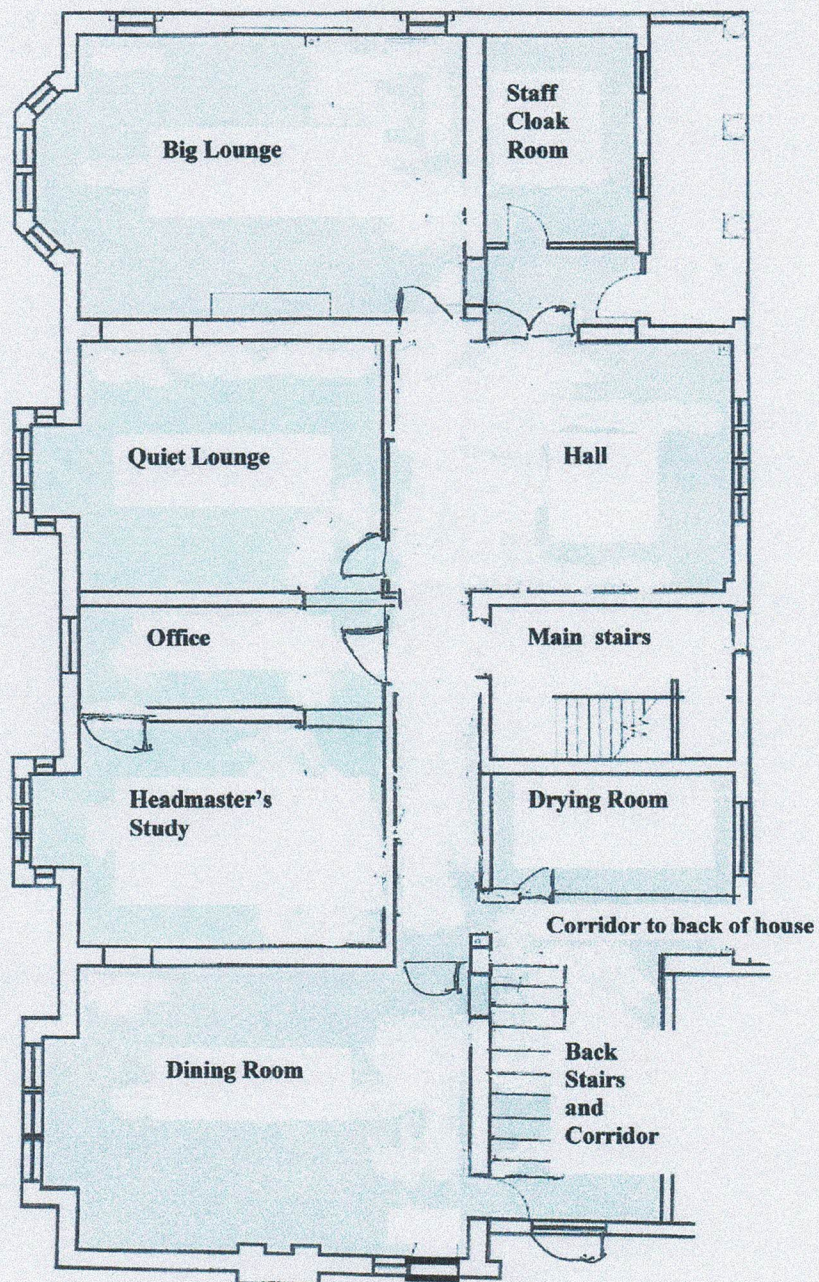 Staff
Cloak
Room
Big Lounge
Quiet Lounge
Hall
Office
Main stairs
Headmaster's
Study
Drying Room
Corridor to back of house
Dining Room
Back
Stairs
and
Corridor